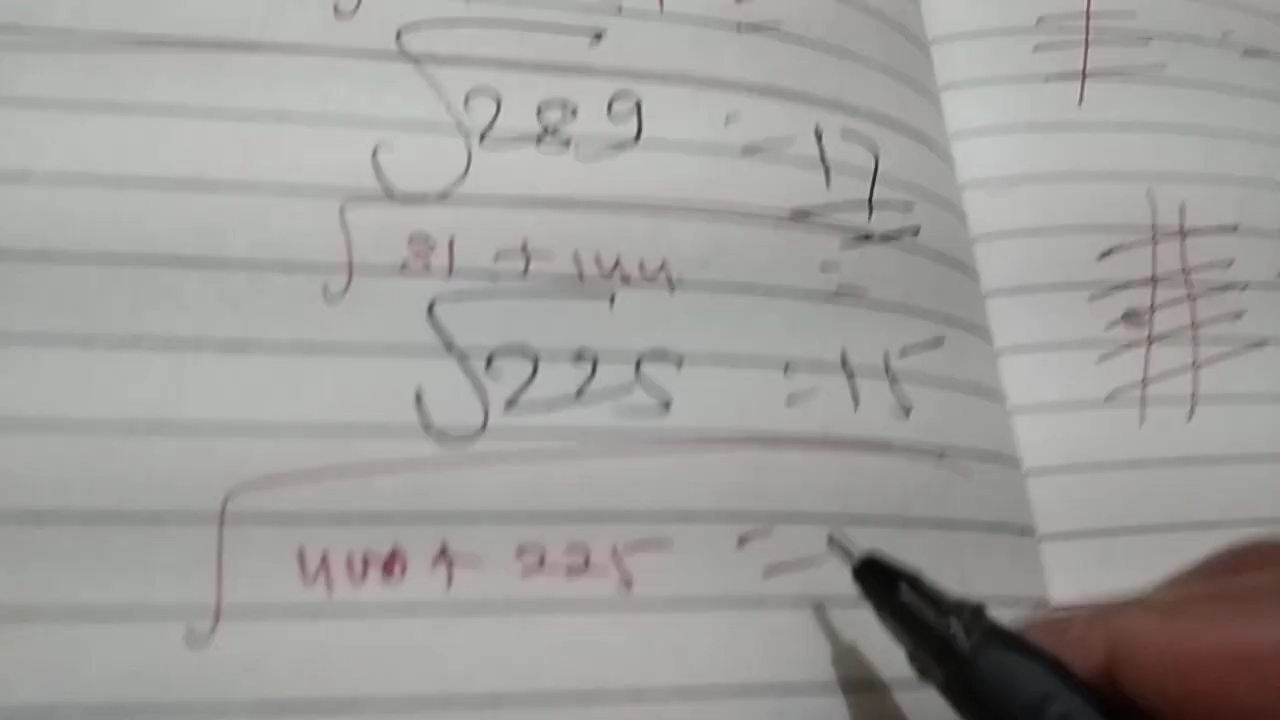 √289 = 17
√81 + 144 =
√225 = 15
√400 + 225 =